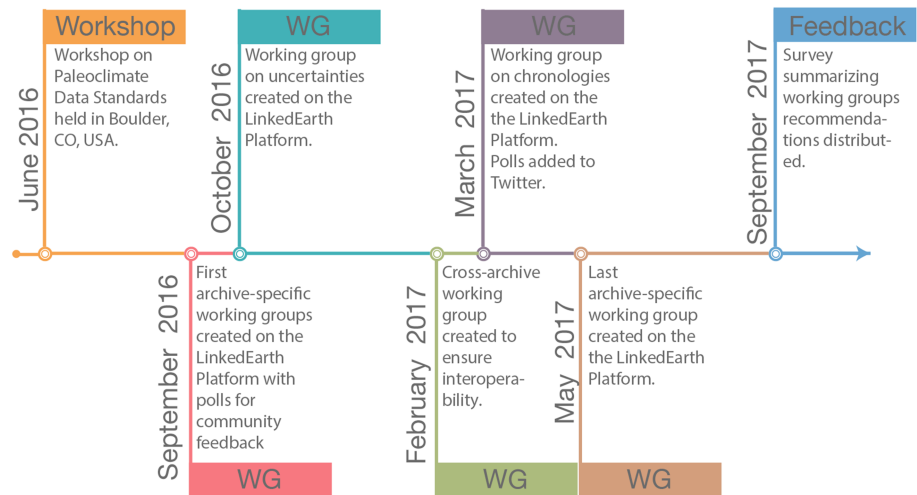 Workshop
June 2016
Workshop on
Paleoclimate
Data Standards
held in Boulder,
CO, USA.
September 2016
First
archive-specific
working groups
created on the
LinkedEarth
Platform with
polls for
community
feedback
WG
WG
October 2016
Working group
on uncertainties
created on the
LinkedEarth
Platform.
February 2017
Cross-archive
working
group
created to
ensure
interopera-
bility.
WG
WG
March 2017
Working group
on chronologies
created on the
the LinkedEarth
Platform.
Polls added to
Twitter.
May 2017
Last
archive-specific
working group
created on the
the LinkedEarth
Platform.
WG
Feedback
September 2017
Survey
summarizing
working groups
recommenda-
tions distribut-
ed.